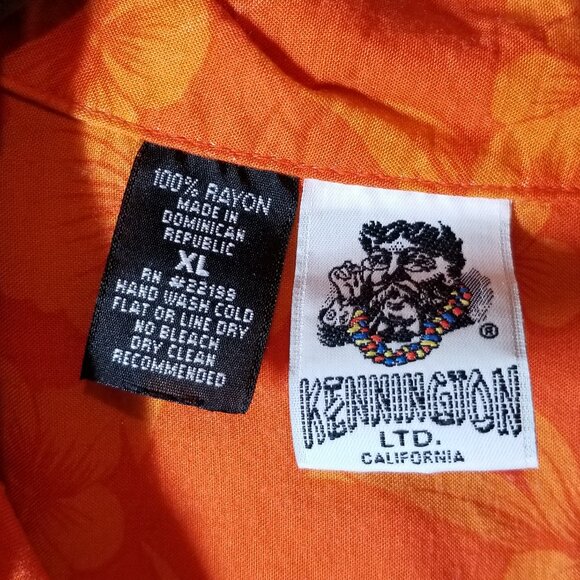 100% RAYON
MADE IN
DOMINICAN
REPUBLIC
XL
RN #22199
HAND WASH COLD
FLAT OR LINE DRY
NO BLEACH
DRY CLEAN
RECOMMENDED
®
KENNINGTON
LTD.
CALIFORNIA